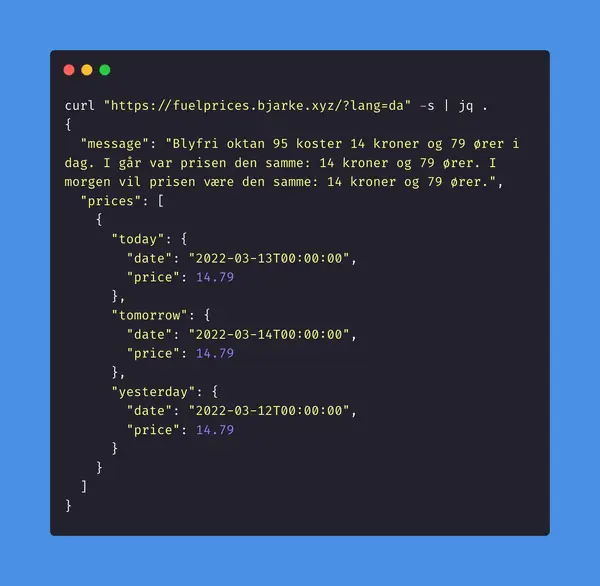 curl "https://fuelprices.bjarke.xyz/?lang=da" -s | jq .
{
  "message": "Blyfri oktan 95 koster 14 kroner og 79 ører i
dag. I går var prisen den samme: 14 kroner og 79 ører. I
morgen vil prisen være den samme: 14 kroner og 79 ører.",
  "prices": [
    {
      "today": {
        "date": "2022-03-13T00:00:00",
        "price": 14.79
      },
      "tomorrow": {
        "date": "2022-03-14T00:00:00",
        "price": 14.79
      },
      "yesterday": {
        "date": "2022-03-12T00:00:00",
        "price": 14.79
      }
    }
  ]
}